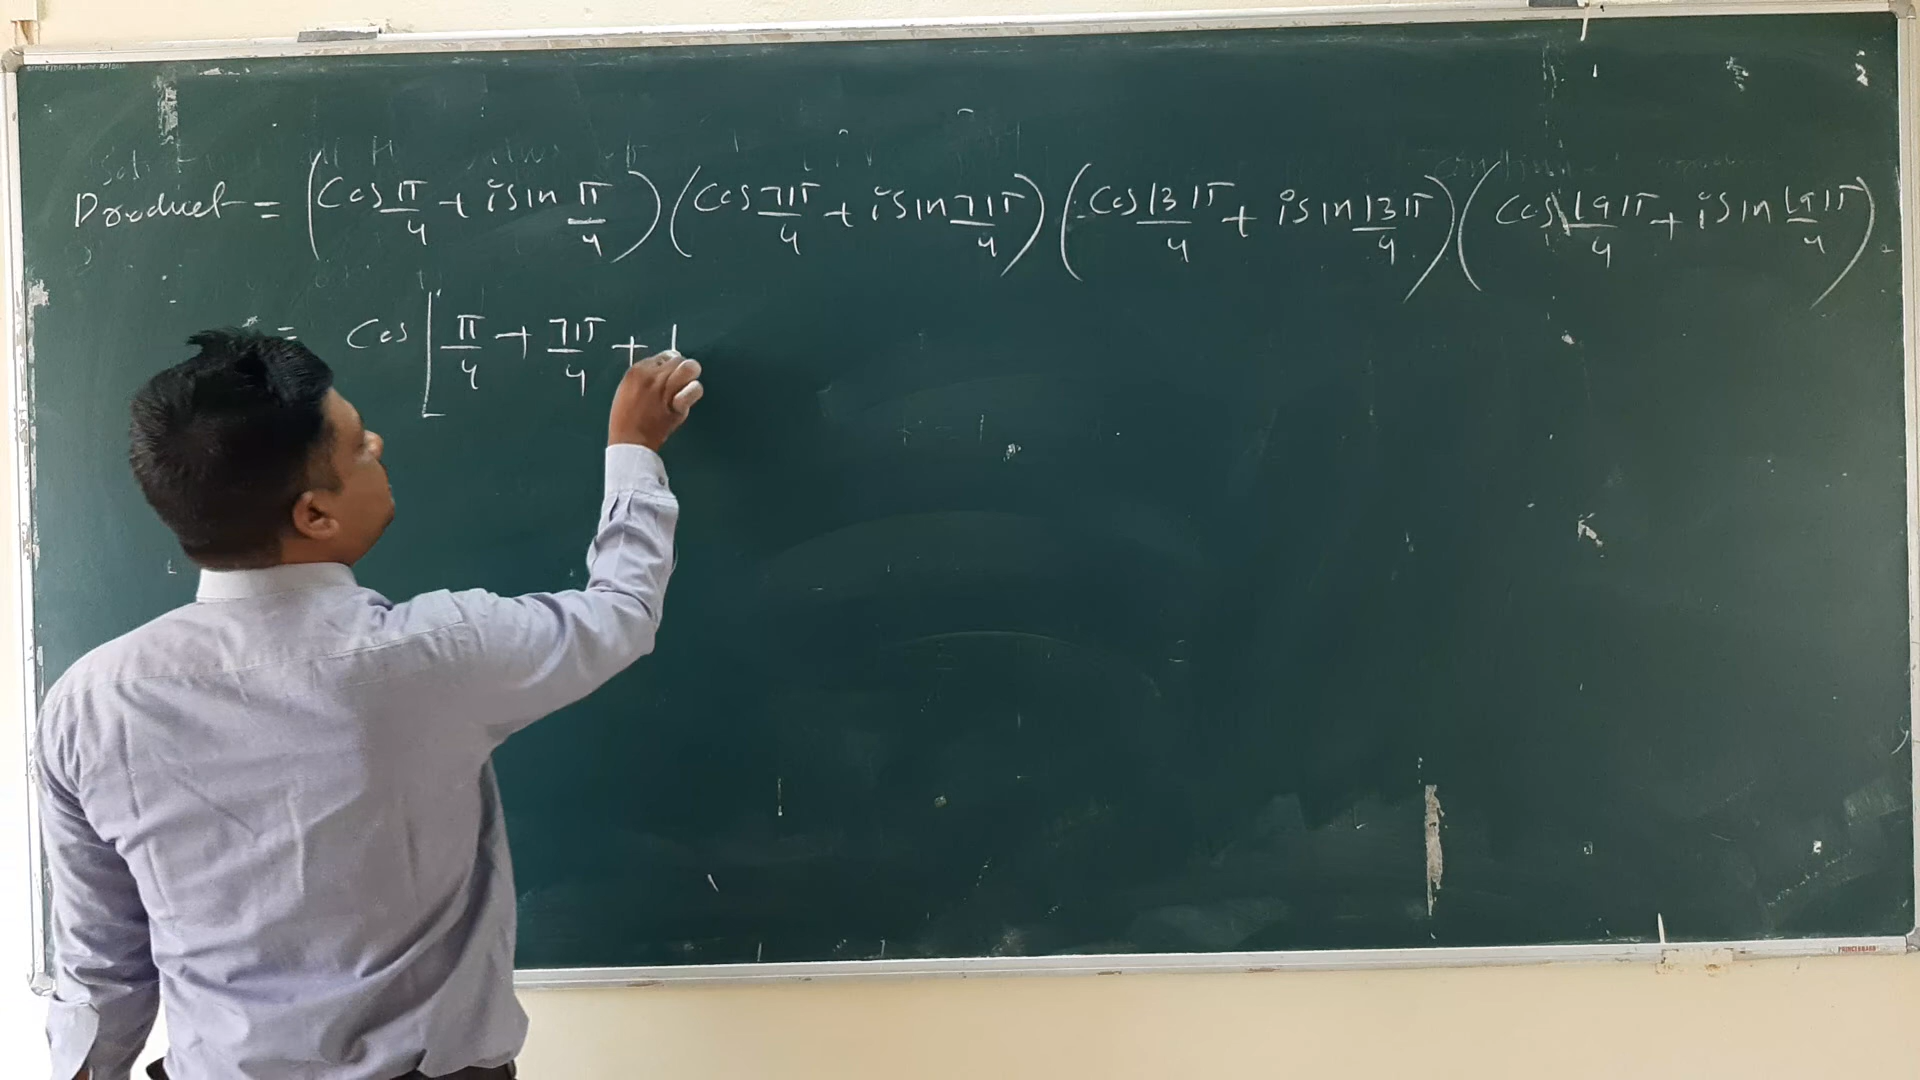 Product = (Cos π/4 + i sin π/4) (Cos 7π/4 + i sin 7π/4) (Cos 13π/4 + i sin 13π/4) (Cos 19π/4 + i sin 19π/4)
= Cos [π/4 + 7π/4 + 1